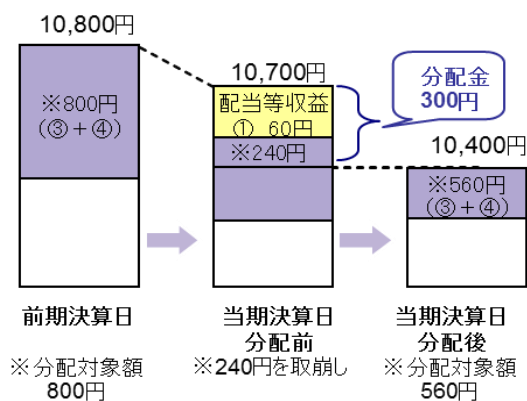 10,800円
※800円
（③＋④）
前期決算日
※分配対象額
800円
10,700円
配当等収益
① 60円
※240円
当期決算日
分配前
※240円を取崩し
分配金
300円
10,400円
※560円
（③＋④）
当期決算日
分配後
※分配対象額
560円